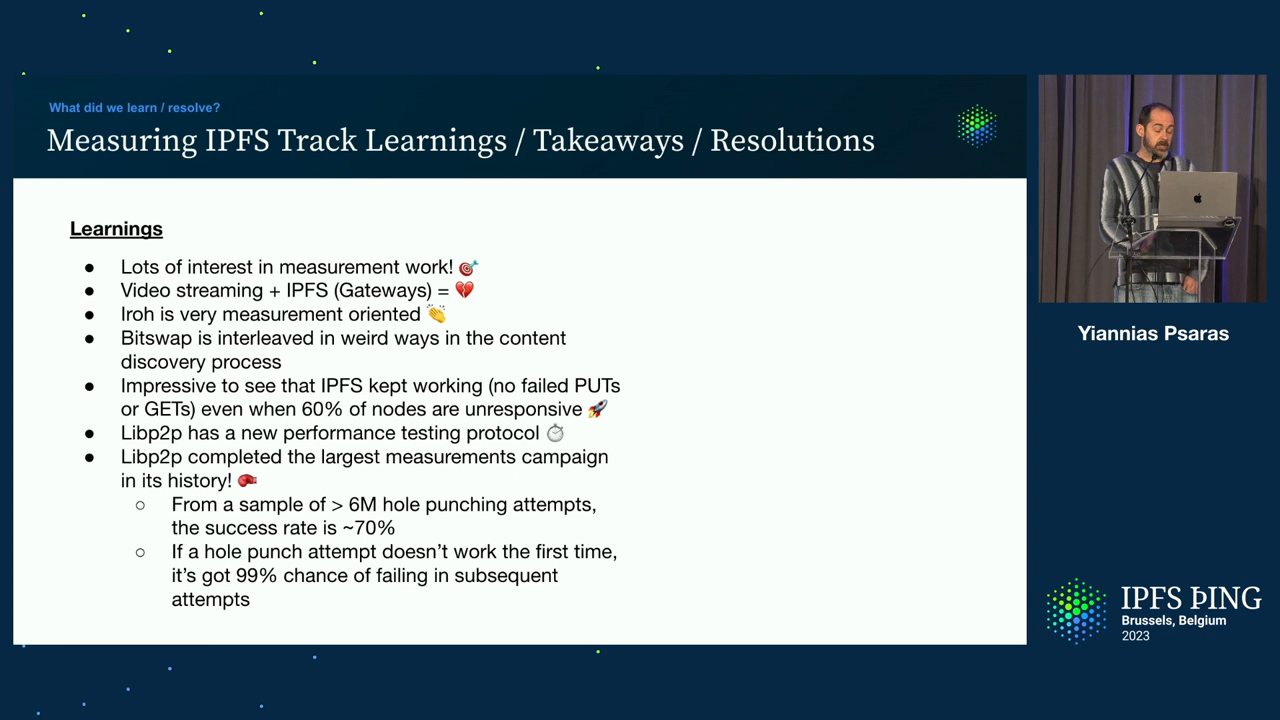 What did we learn / resolve?
Measuring IPFS Track Learnings / Takeaways / Resolutions
Learnings
● Lots of interest in measurement work! 🎯
● Video streaming + IPFS (Gateways) = 💔
● Iroh is very measurement oriented 👏
● Bitswap is interleaved in weird ways in the content
discovery process
● Impressive to see that IPFS kept working (no failed PUTs
or GETs) even when 60% of nodes are unresponsive 🚀
● Libp2p has a new performance testing protocol ⏱️
● Libp2p completed the largest measurements campaign
in its history! 🥊
○ From a sample of > 6M hole punching attempts,
the success rate is ~70%
○ If a hole punch attempt doesn’t work the first time,
it’s got 99% chance of failing in subsequent
attempts
Yiannias Psaras
IPFS ÞING
Brussels, Belgium
2023